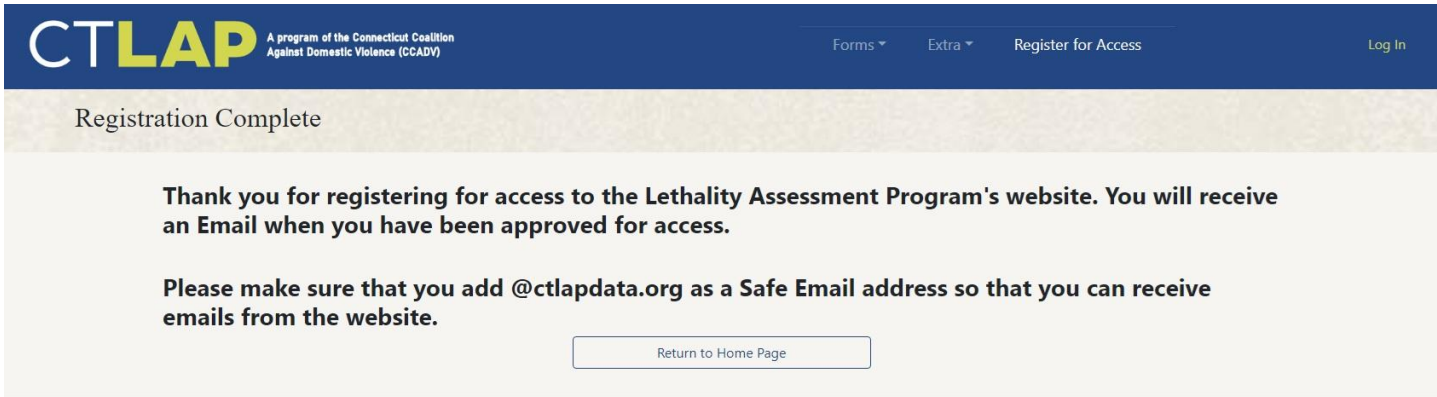 CTLAP
A program of the Connecticut Coalition
Against Domestic Violence (CCADV)
Forms
Extra
Register for Access
Log In
Registration Complete
Thank you for registering for access to the Lethality Assessment Program's website. You will receive
an Email when you have been approved for access.
Please make sure that you add @ctlapdata.org as a Safe Email address so that you can receive
emails from the website.
Return to Home Page